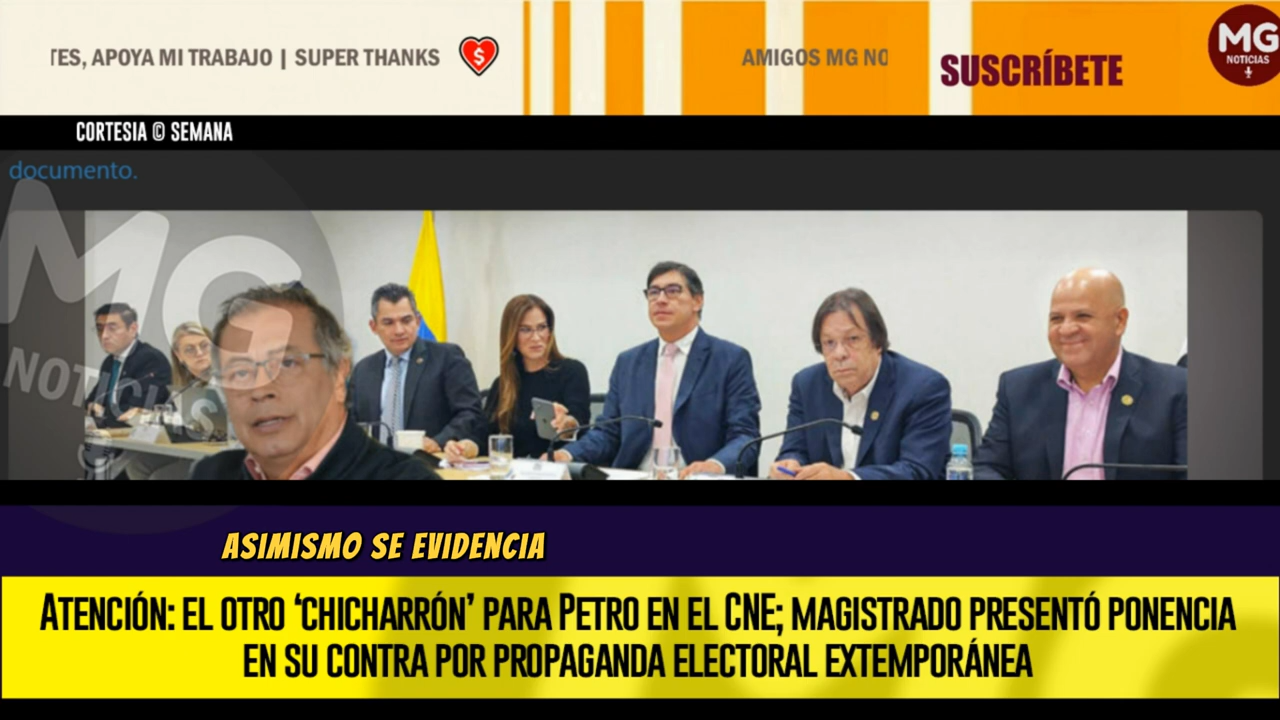 TES, APOYA MI TRABAJO | SUPER THANKS
AMIGOS MG NO
SUSCRÍBETE
MG
NOTICIAS
CORTESIA © SEMANA
documento.
MG
NOTICIAS
ASIMISMO SE EVIDENCIA
ATENCIÓN: EL OTRO ‘CHICHARRÓN’ PARA PETRO EN EL CNE; MAGISTRADO PRESENTÓ PONENCIA
EN SU CONTRA POR PROPAGANDA ELECTORAL EXTEMPORÁNEA